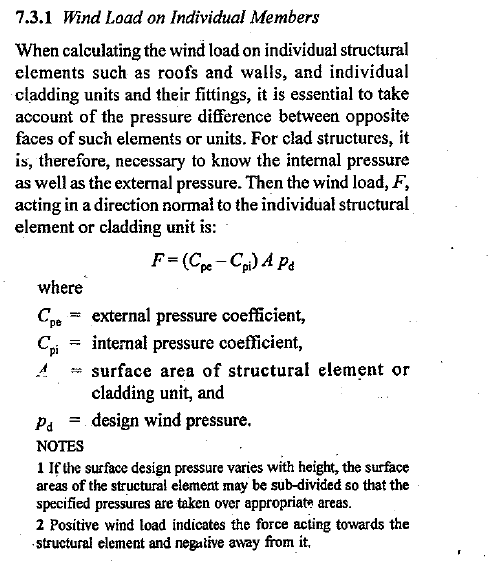 7.3.1 Wind Load on Individual Members
When calculating the wind load on individual structural
elements such as roofs and walls, and individual
cladding units and their fittings, it is essential to take
account of the pressure difference between opposite
faces of such elements or units. For clad structures, it
is, therefore, necessary to know the internal pressure
as well as the external pressure. Then the wind load, F,
acting in a direction normal to the individual structural
element or cladding unit is:
F = (Cpe – Cpi) A pd
where
Cpe = external pressure coefficient,
Cpi = internal pressure coefficient,
A = surface area of structural element or
cladding unit, and
pd = design wind pressure.
NOTES
1 If the surface design pressure varies with height, the surface
areas of the structural element may be sub-divided so that the
specified pressures are taken over appropriate areas.
2 Positive wind load indicates the force acting towards the
structural element and negative away from it.